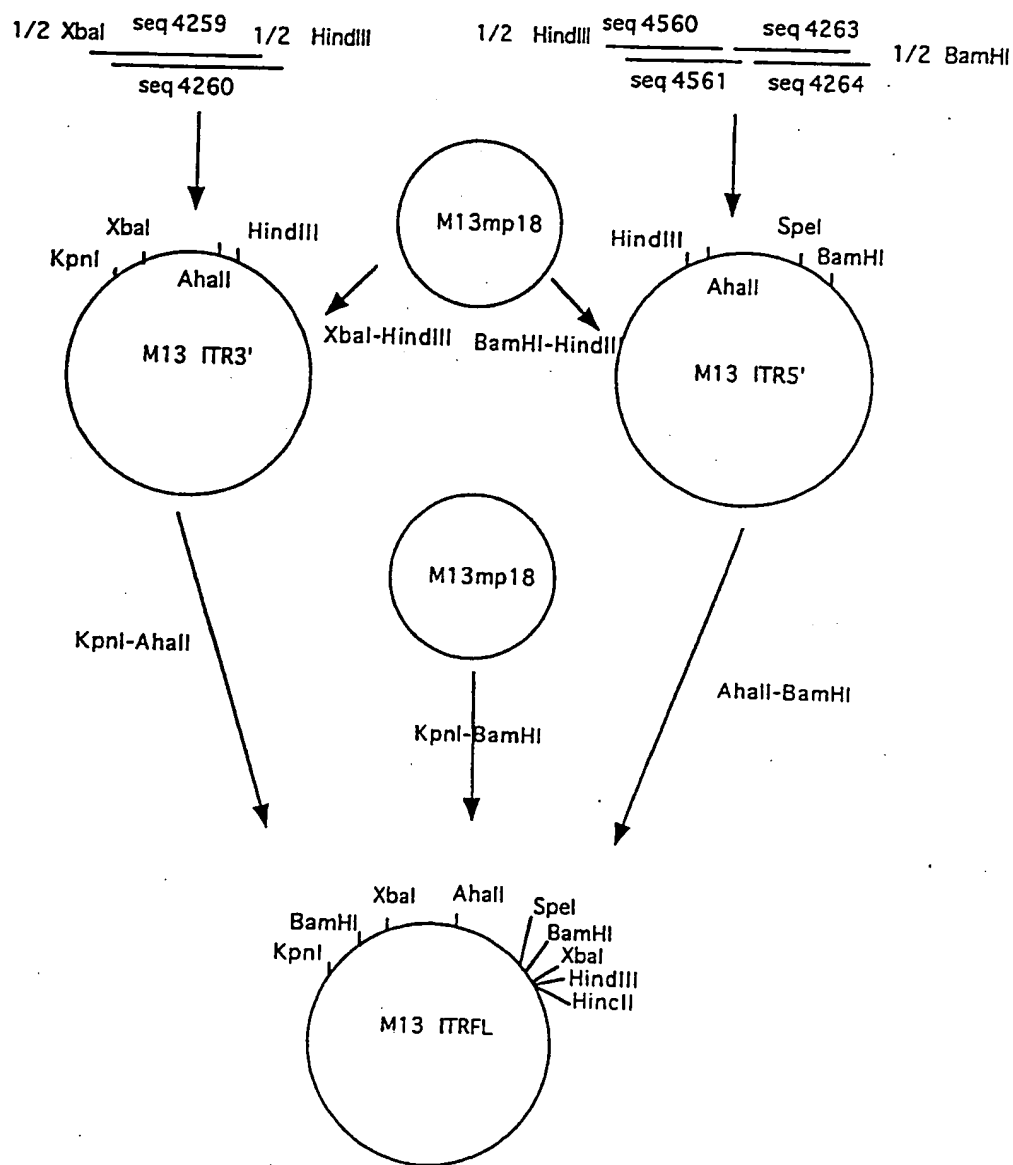 1/2 XbaI seq 4259 1/2 HindIII
seq 4260
1/2 HindIII seq 4560 seq 4263 1/2 BamHI
seq 4561 seq 4264
M13mp18
KpnI XbaI AhaII HindIII
M13 ITR3'
XbaI-HindIII
BamHI-HindIII
HindIII AhaII SpeI BamHI
M13 ITR5'
M13mp18
KpnI-AhaII
KpnI-BamHI
AhaII-BamHI
KpnI BamHI XbaI AhaII SpeI
BamHI
XbaI
HindIII
HincII
M13 ITRFL